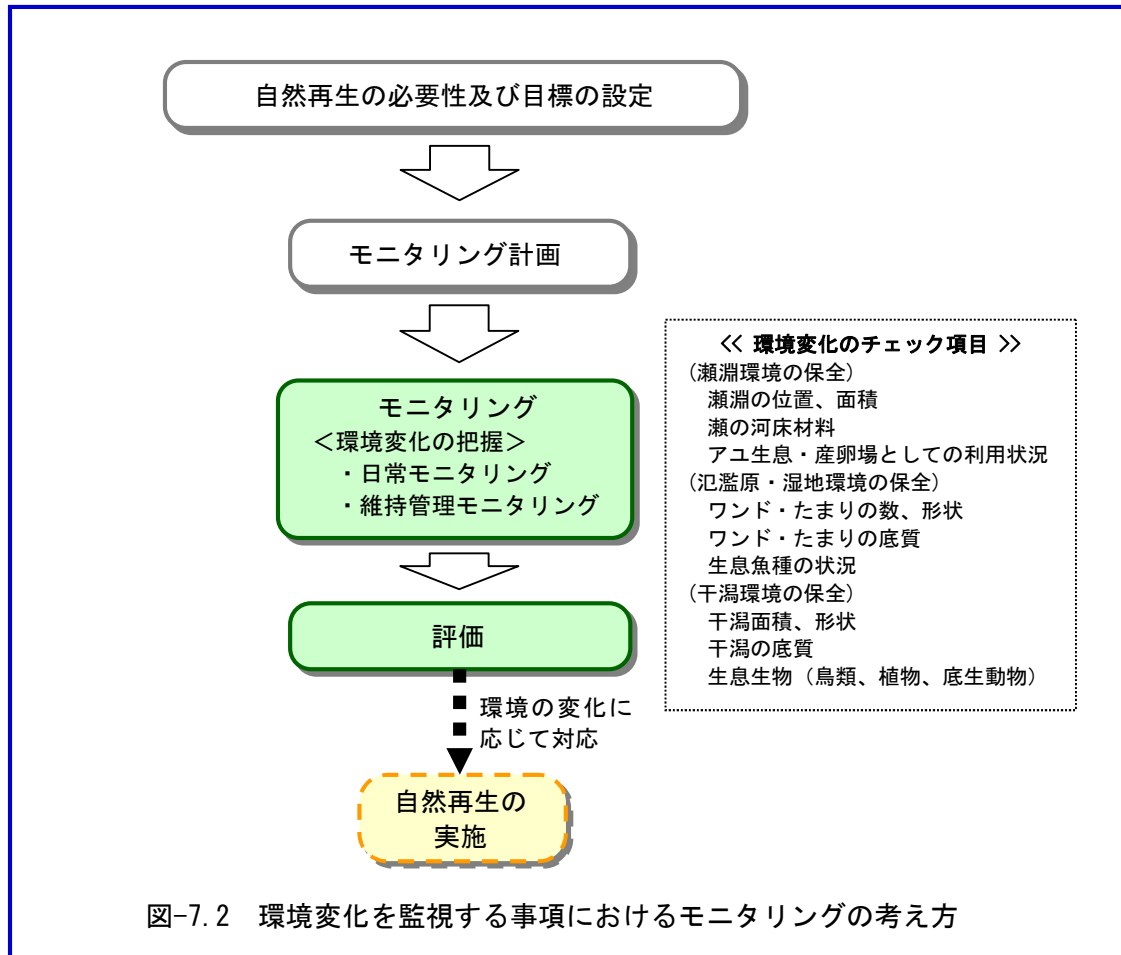 自然再生の必要性及び目標の設定
モニタリング計画
モニタリング
＜環境変化の把握＞
・日常モニタリング
・維持管理モニタリング
評価
環境の変化に
応じて対応
自然再生の
実施
≪ 環境変化のチェック項目 ≫
(瀬淵環境の保全)
瀬淵の位置、面積
瀬の河床材料
アユ生息・産卵場としての利用状況
(氾濫原・湿地環境の保全)
ワンド・たまりの数、形状
ワンド・たまりの底質
生息魚種の状況
(干潟環境の保全)
干潟面積、形状
干潟の底質
生息生物（鳥類、植物、底生動物）
図-7.2　環境変化を監視する事項におけるモニタリングの考え方